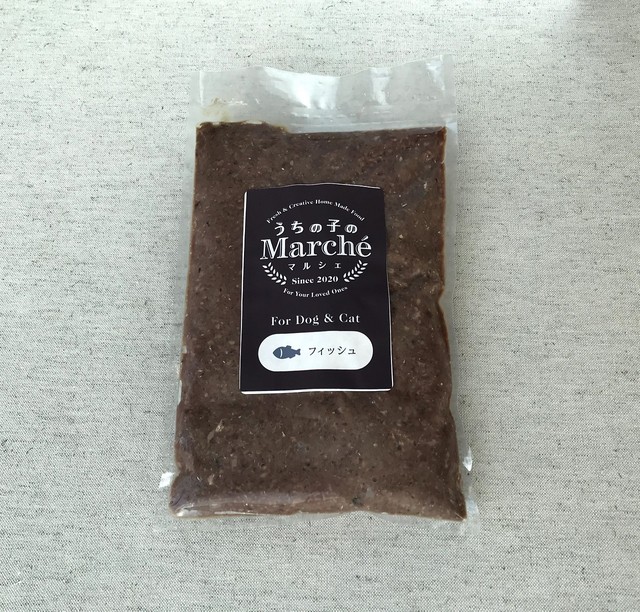 Fresh & Creative Home Made Food
うちの子の
Marché
マルシェ
Since 2020
For Your Loved Ones
For Dog & Cat
フィッシュ